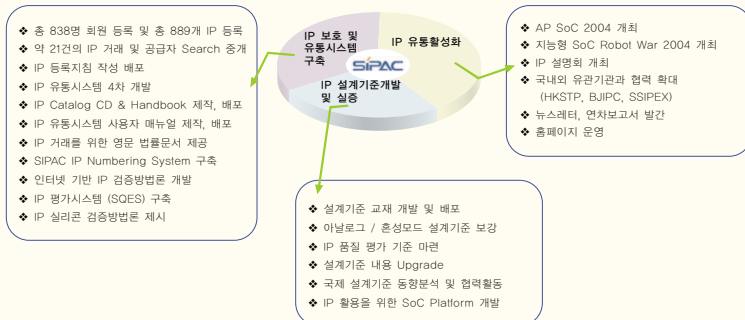 ❖ 총 838명 회원 등록 및 총 889개 IP 등록
❖ 약 21건의 IP 거래 및 공급자 Search 중개
❖ IP 등록지침 작성 배포
❖ IP 유통시스템 4차 개발
❖ IP Catalog CD & Handbook 제작, 배포
❖ IP 유통시스템 사용자 매뉴얼 제작, 배포
❖ IP 거래를 위한 영문 법률문서 제공
❖ SIPAC IP Numbering System 구축
❖ 인터넷 기반 IP 검증방법론 개발
❖ IP 평가시스템 (SQES) 구축
❖ IP 실리콘 검증방법론 제시
IP 보호 및
유통시스템
구축
IP 유통활성화
SIPAC
IP 설계기준개발
및 실증
❖ AP SoC 2004 개최
❖ 지능형 SoC Robot War 2004 개최
❖ IP 설명회 개최
❖ 국내외 유관기관과 협력 확대
(HKSTP, BJIPC, SSIPEX)
❖ 뉴스레터, 연차보고서 발간
❖ 홈페이지 운영
❖ 설계기준 교재 개발 및 배포
❖ 아날로그 / 혼성모드 설계기준 보강
❖ IP 품질 평가 기준 마련
❖ 설계기준 내용 Upgrade
❖ 국제 설계기준 동향분석 및 협력활동
❖ IP 활용을 위한 SoC Platform 개발